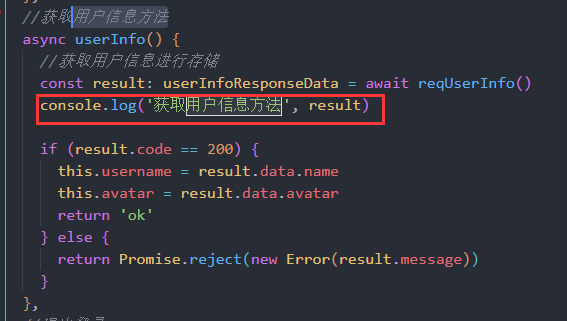 //获取用户信息方法
async userInfo() {
//获取用户信息进行存储
const result: userInfoResponseData = await reqUserInfo()
console.log('获取用户信息方法', result)
if (result.code == 200) {
this.username = result.data.name
this.avatar = result.data.avatar
return 'ok'
} else {
return Promise.reject(new Error(result.message))
}
},